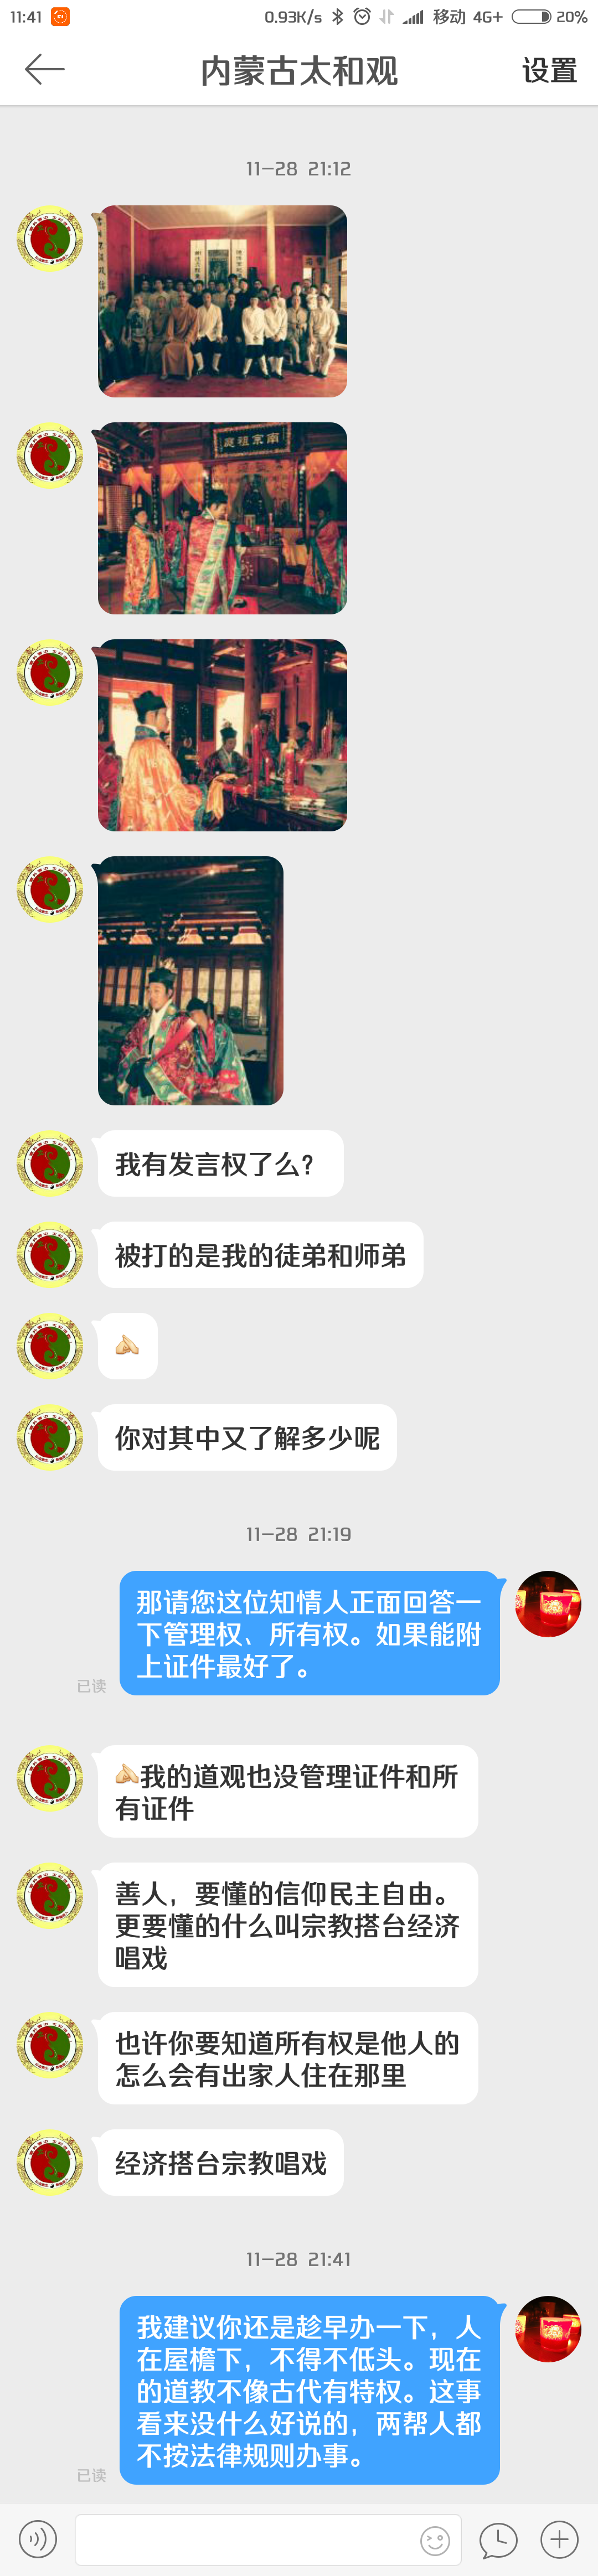 11:41
0.93K/s 移动 4G+ 20%
内蒙古太和观
设置
11-28 21:12
南宗祖庭
我有发言权了么?
被打的是我的徒弟和师弟
你对其中又了解多少呢
11-28 21:19
那请您这位知情人正面回答一
下管理权、所有权。如果能附
上证件最好了。
已读
我的道观也没管理证件和所
有证件
善人，要懂的信仰民主自由。
更要懂的什么叫宗教搭台经济
唱戏
也许你要知道所有权是他人的
怎么会有出家人住在那里
经济搭台宗教唱戏
11-28 21:41
我建议你还是趁早办一下，人
在屋檐下，不得不低头。现在
的道教不像古代有特权。这事
看来没什么好说的，两帮人都
不按法律规则办事。
已读